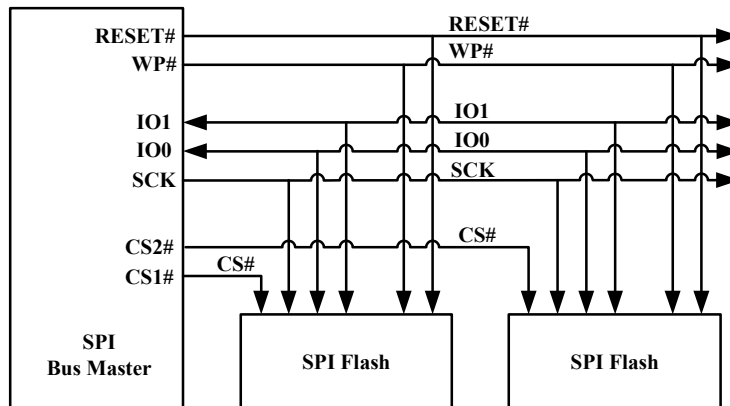 RESET#
RESET#
WP#
WP#
IO1
IO1
IO0
IO0
SCK
SCK
CS2#
CS#
CS1#
CS#
SPI
Bus Master
SPI Flash
SPI Flash